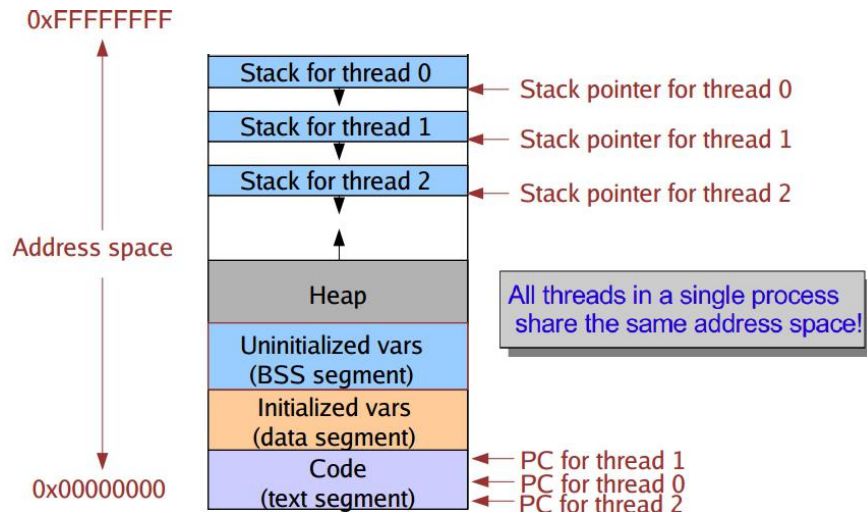 0xFFFFFFFF
Stack for thread 0
Stack pointer for thread 0
Stack for thread 1
Stack pointer for thread 1
Stack for thread 2
Stack pointer for thread 2
Address space
Heap
All threads in a single process
share the same address space!
Uninitialized vars
(BSS segment)
Initialized vars
(data segment)
Code
(text segment)
PC for thread 1
PC for thread 0
PC for thread 2
0x00000000